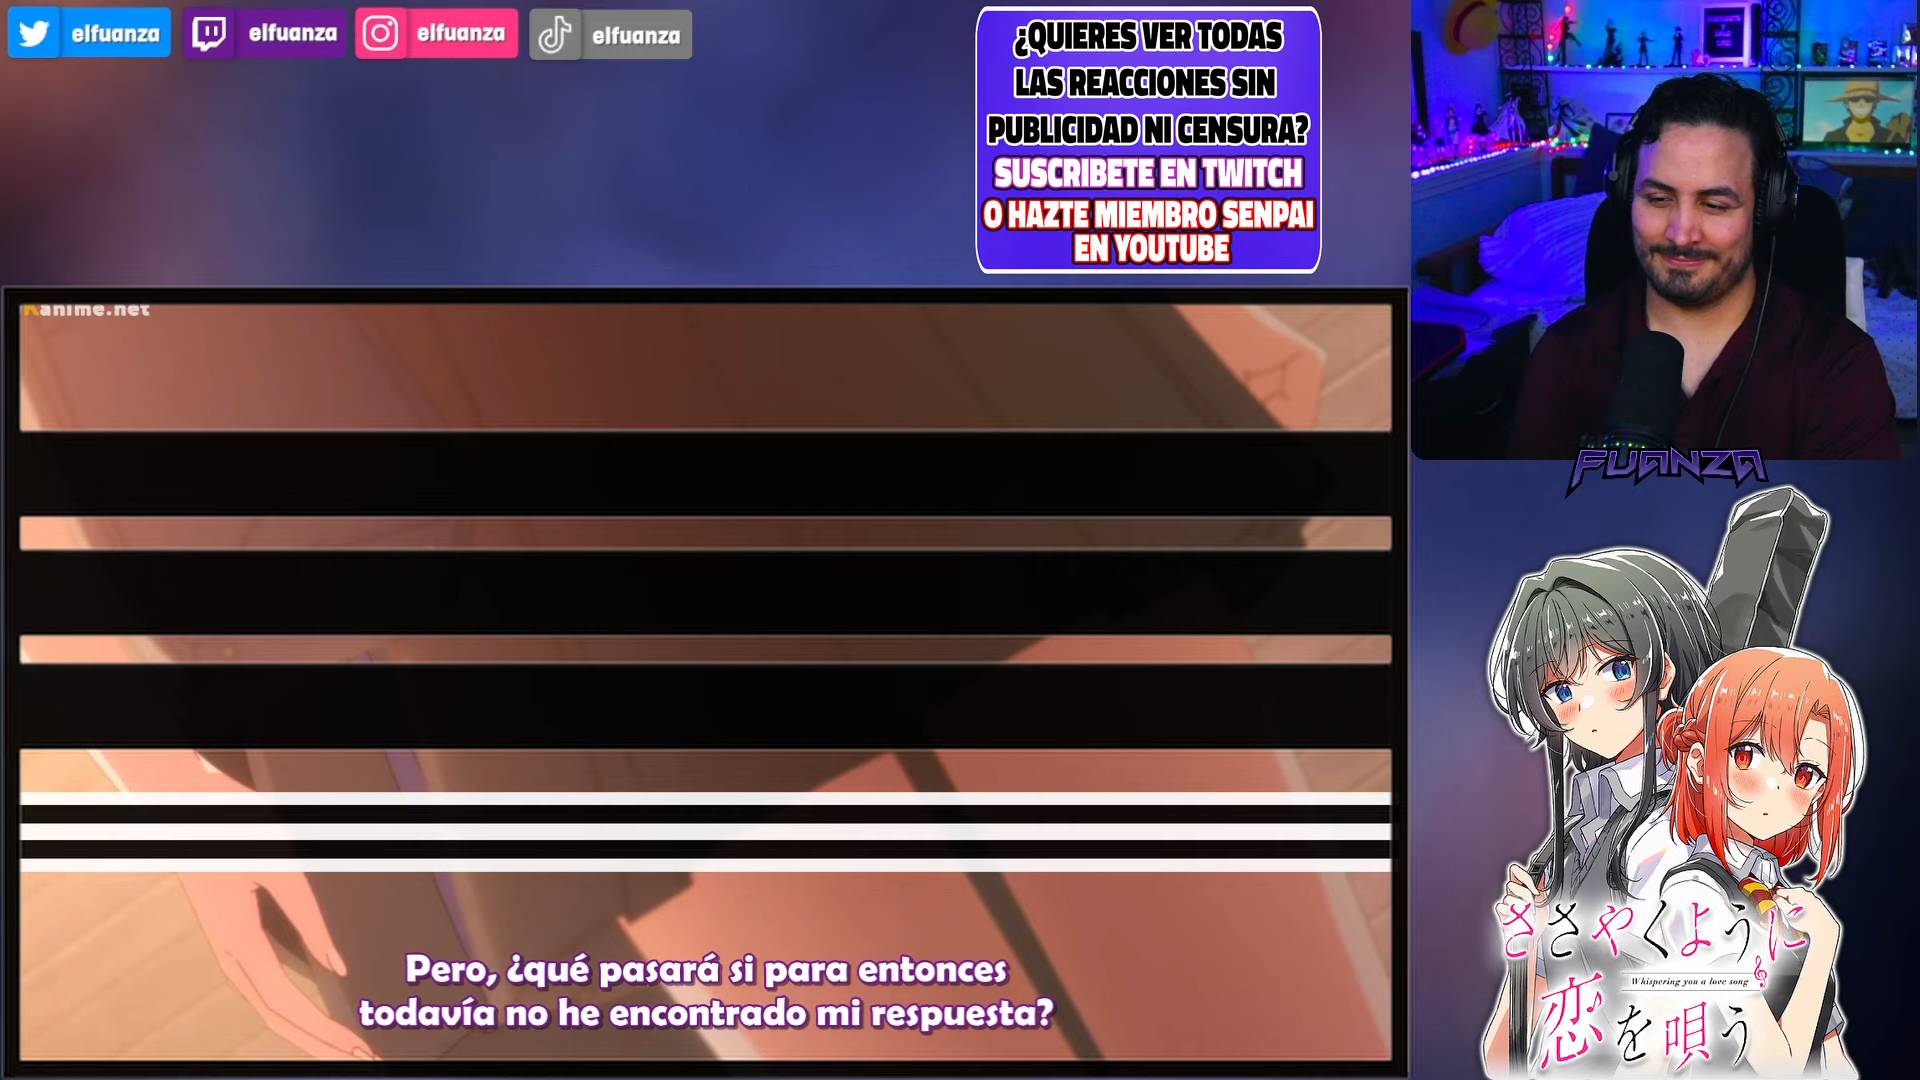 elfuanza
elfuanza
elfuanza
elfuanza
¿QUIERES VER TODAS
LAS REACCIONES SIN
PUBLICIDAD NI CENSURA?
SUSCRIBETE EN TWITCH
O HAZTE MIEMBRO SENPAI
EN YOUTUBE
anime.net
FUANZA
ささやくように
Whispering you a love song
恋を唄う
Pero, ¿qué pasará si para entonces
todavía no he encontrado mi respuesta?